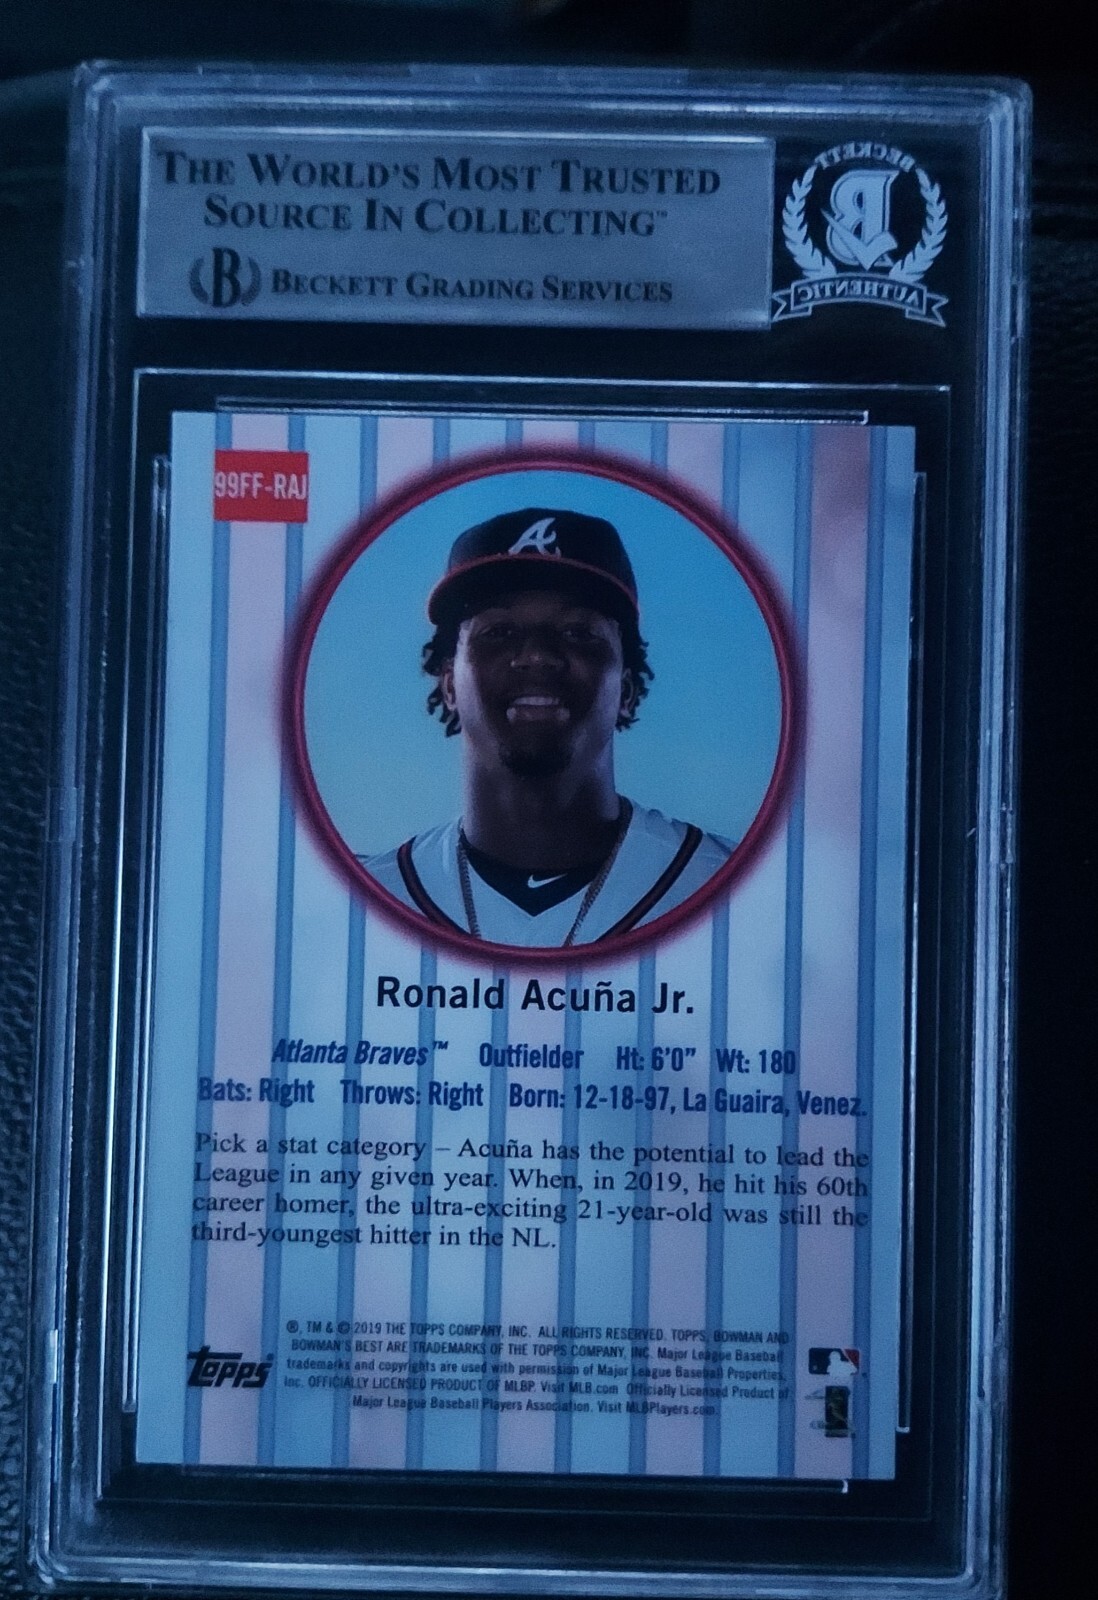 THE WORLD'S MOST TRUSTED
SOURCE IN COLLECTING™
B BECKETT GRADING SERVICES
BECKETT
B
AUTHENTIC
99FF-RAJ
A
Ronald Acuña Jr.
Atlanta Braves™ Outfielder Ht: 6'0" Wt: 180
Bats: Right Throws: Right Born: 12-18-97, La Guaira, Venez.
Pick a stat category – Acuña has the potential to lead the
League in any given year. When, in 2019, he hit his 60th
career homer, the ultra-exciting 21-year-old was still the
third-youngest hitter in the NL.
®, TM & © 2019 THE TOPPS COMPANY, INC. ALL RIGHTS RESERVED. TOPPS, BOWMAN AND
BOWMAN'S BEST ARE TRADEMARKS OF THE TOPPS COMPANY, INC. Major League Baseball
trademarks and copyrights are used with permission of Major League Baseball Properties,
Inc. OFFICIALLY LICENSED PRODUCT OF MLBP. Visit MLB.com Officially Licensed Product of
Major League Baseball Players Association. Visit MLBPlayers.com.
Topps